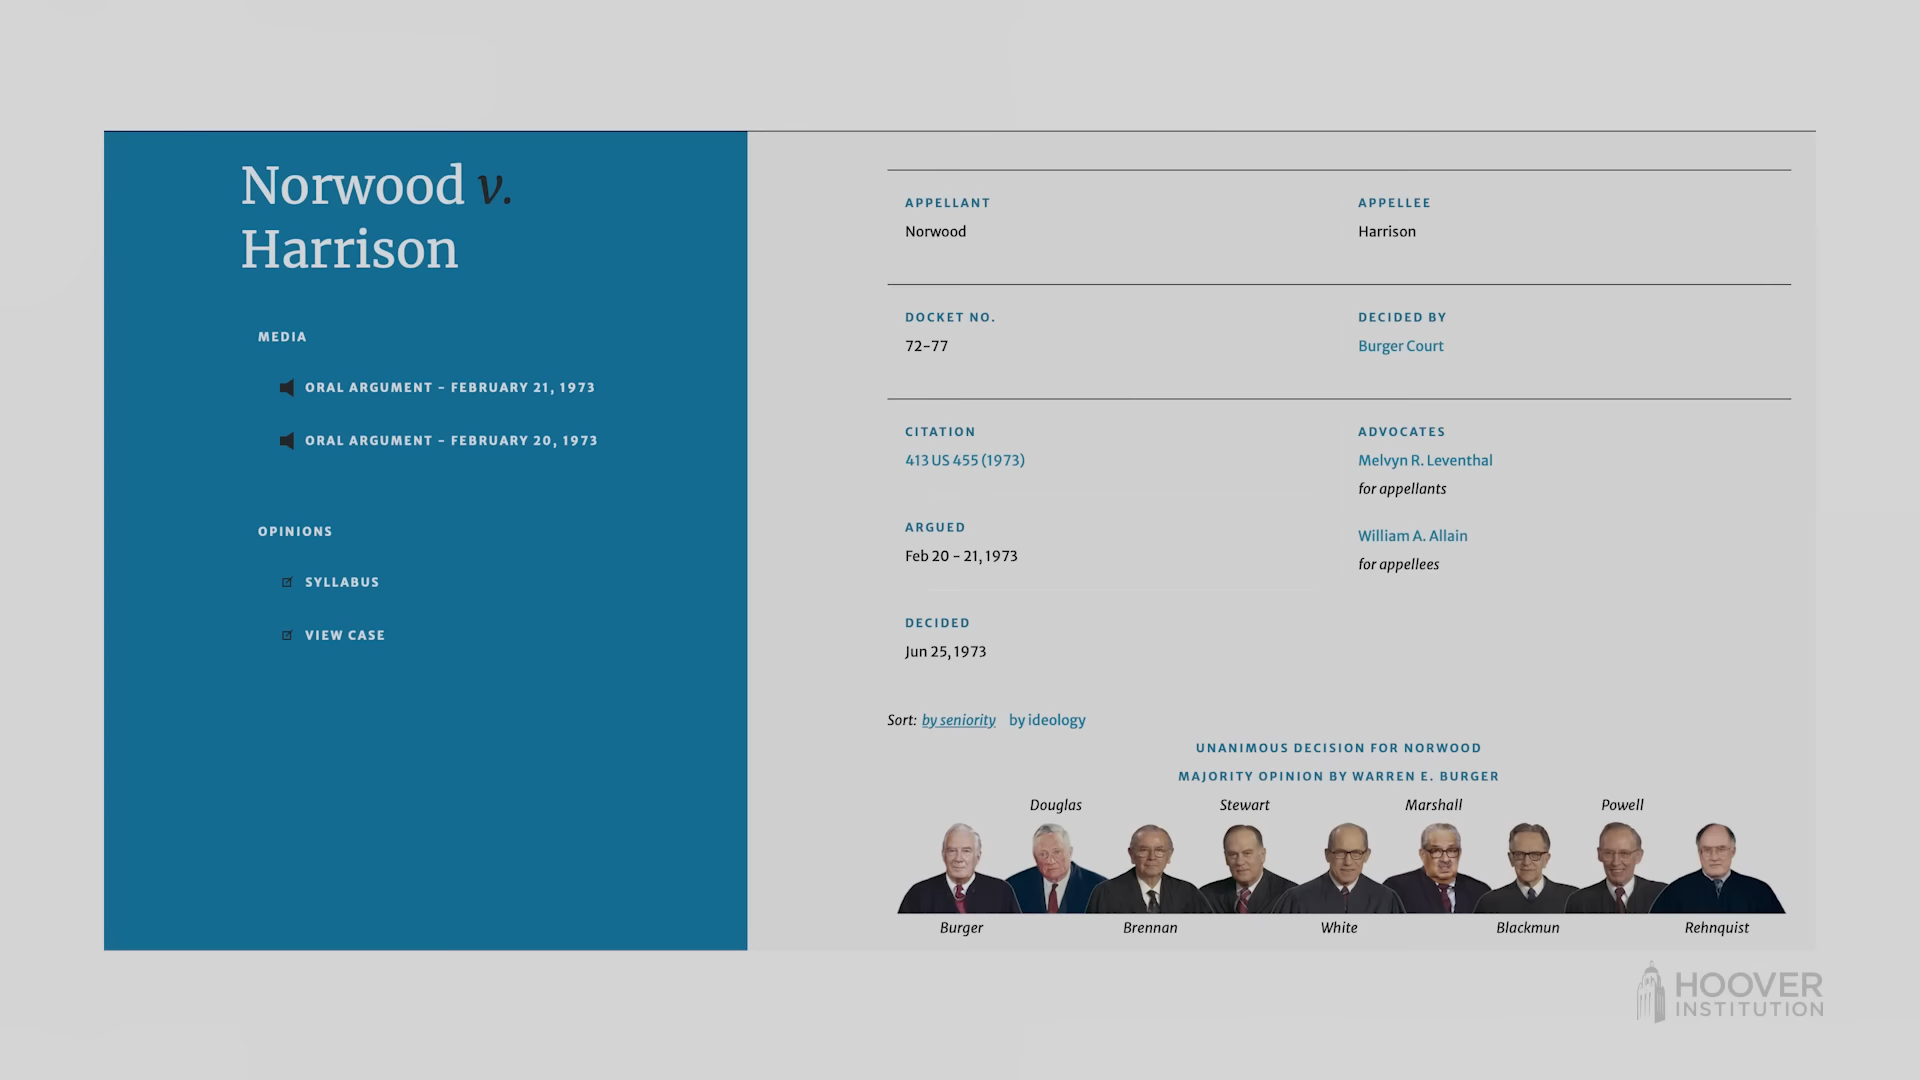 Norwood v.
Harrison
MEDIA
ORAL ARGUMENT - FEBRUARY 21, 1973
ORAL ARGUMENT - FEBRUARY 20, 1973
OPINIONS
SYLLABUS
VIEW CASE
APPELLANT
Norwood
APPELLEE
Harrison
DOCKET NO.
72-77
DECIDED BY
Burger Court
CITATION
413 US 455 (1973)
ADVOCATES
Melvyn R. Leventhal
for appellants
William A. Allain
for appellees
ARGUED
Feb 20 - 21, 1973
DECIDED
Jun 25, 1973
Sort: by seniority by ideology
UNANIMOUS DECISION FOR NORWOOD
MAJORITY OPINION BY WARREN E. BURGER
Douglas Stewart Marshall Powell
Burger Brennan White Blackmun Rehnquist
HOOVER
INSTITUTION